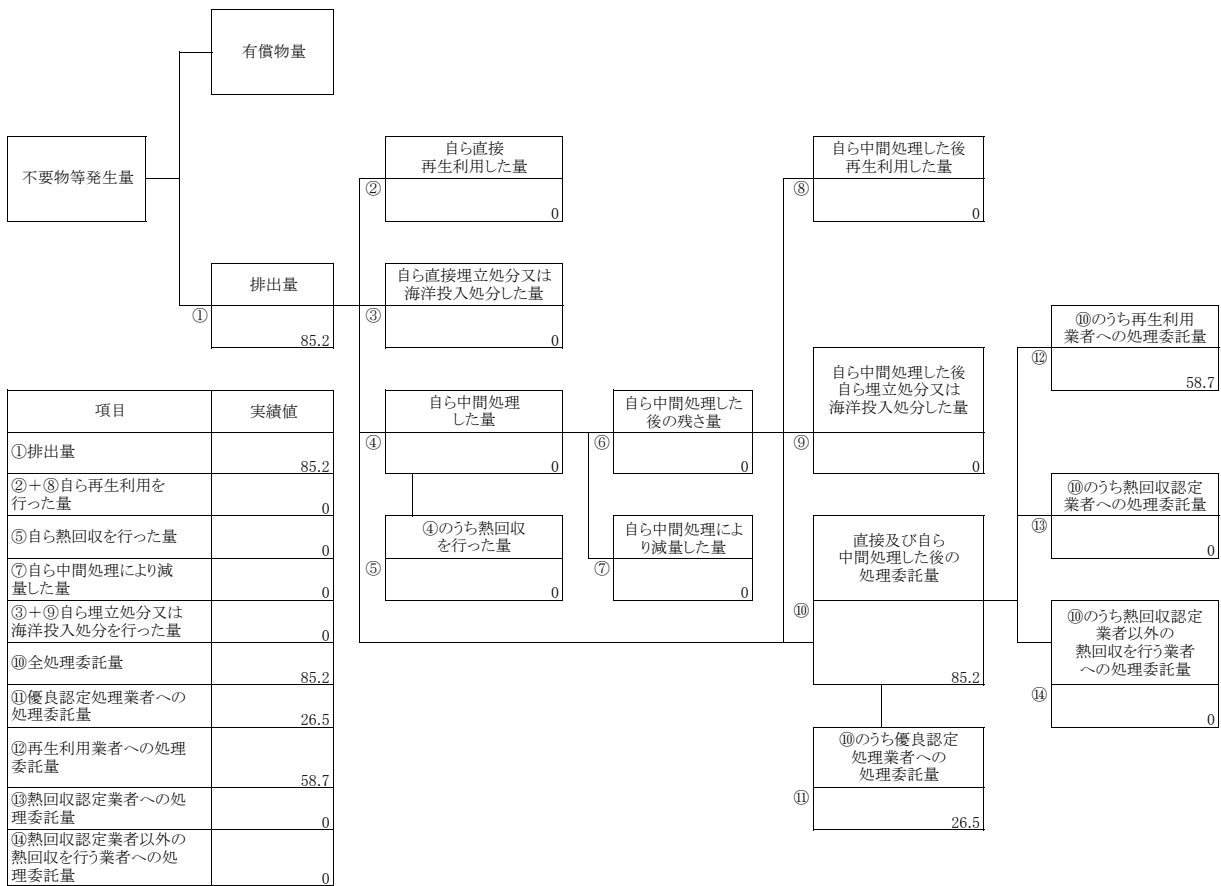 有償物量
不要物等発生量
自ら直接
再生利用した量
②
0
自ら中間処理した後
再生利用した量
⑧
0
排出量
①
85.2
自ら直接埋立処分又は
海洋投入処分した量
③
0
⑩のうち再生利用
業者への処理委託量
⑫
58.7
自ら中間処理
した量
④
0
自ら中間処理した
後の残さ量
⑥
0
自ら中間処理した後
自ら埋立処分又は
海洋投入処分した量
⑨
0
⑩のうち熱回収認定
業者への処理委託量
⑬
0
④のうち熱回収
を行った量
⑤
0
自ら中間処理によ
り減量した量
⑦
0
直接及び自ら
中間処理した後の
処理委託量
⑩
85.2
⑩のうち熱回収認定
業者以外の
熱回収を行う業者
への処理委託量
⑭
0
⑩のうち優良認定
処理業者への
処理委託量
⑪
26.5
項目
実績値
①排出量
85.2
②+⑧自ら再生利用を
行った量
0
⑤自ら熱回収を行った量
0
⑦自ら中間処理により減
量した量
0
③+⑨自ら埋立処分又は
海洋投入処分を行った量
0
⑩全処理委託量
85.2
⑪優良認定処理業者への
処理委託量
26.5
⑫再生利用業者への処理
委託量
58.7
⑬熱回収認定業者への処
理委託量
0
⑭熱回収認定業者以外の
熱回収を行う業者への処
理委託量
0